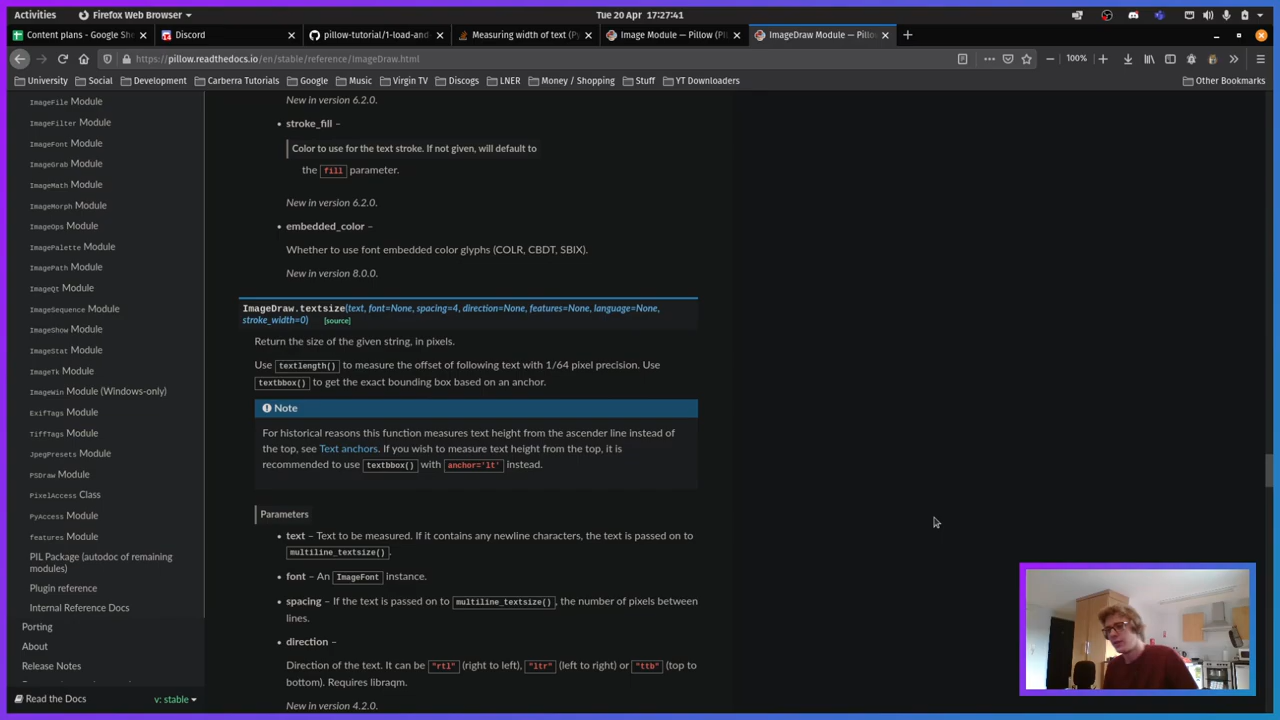 Activities
Firefox Web Browser
Tue 20 Apr 17:27:41
Content plans - Google She
Discord
pillow-tutorial/1-load-and-
Measuring width of text (Py
Image Module — Pillow (P
ImageDraw Module — Pillo
https://pillow.readthedocs.io/en/stable/reference/ImageDraw.html
100%
University
Social
Development
Carberra Tutorials
Google
Music
Virgin TV
Discogs
LNER
Money / Shopping
Stuff
YT Downloaders
Other Bookmarks
ImageFile Module
ImageFilter Module
ImageFont Module
ImageGrab Module
ImageMath Module
ImageMorph Module
ImageOps Module
ImagePalette Module
ImagePath Module
ImageQt Module
ImageSequence Module
ImageShow Module
ImageStat Module
ImageTk Module
ImageWin Module (Windows-only)
ExifTags Module
TiffTags Module
JpegPresets Module
PSDraw Module
PixelAccess Class
PyAccess Module
features Module
PIL Package (autodoc of remaining
modules)
Plugin reference
Internal Reference Docs
Porting
About
Release Notes
Read the Docs
v: stable
New in version 6.2.0.
stroke_fill –
Color to use for the text stroke. If not given, will default to
the fill parameter.
New in version 6.2.0.
embedded_color –
Whether to use font embedded color glyphs (COLR, CBDT, SBIX).
New in version 8.0.0.
ImageDraw.textsize(text, font=None, spacing=4, direction=None, features=None, language=None,
stroke_width=0) [source]
Return the size of the given string, in pixels.
Use textlength() to measure the offset of following text with 1/64 pixel precision. Use
textbbox() to get the exact bounding box based on an anchor.
Note
For historical reasons this function measures text height from the ascender line instead of
the top, see Text anchors. If you wish to measure text height from the top, it is
recommended to use textbbox() with anchor='lt' instead.
Parameters
text – Text to be measured. If it contains any newline characters, the text is passed on to
multiline_textsize().
font – An ImageFont instance.
spacing – If the text is passed on to multiline_textsize(), the number of pixels between
lines.
direction –
Direction of the text. It can be "rtl" (right to left), "ltr" (left to right) or "ttb" (top to
bottom). Requires libraqm.
New in version 4.2.0.